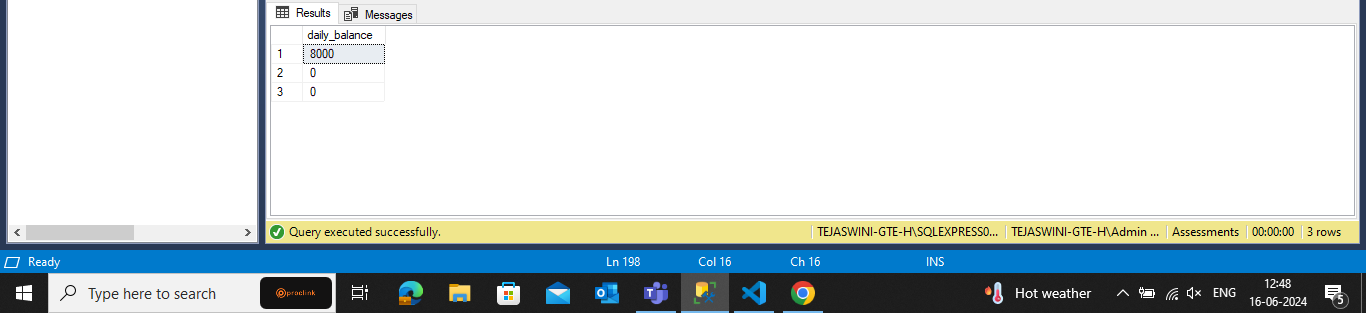 Results Messages
daily_balance
1 8000
2 0
3 0
Query executed successfully. TEJASWINI-GTE-H\SQLEXPRESS0... TEJASWINI-GTE-H\Admin ... Assessments 00:00:00 3 rows
Ready Ln 198 Col 16 Ch 16 INS
Type here to search proolink Hot weather ENG 12:48
16-06-2024 5